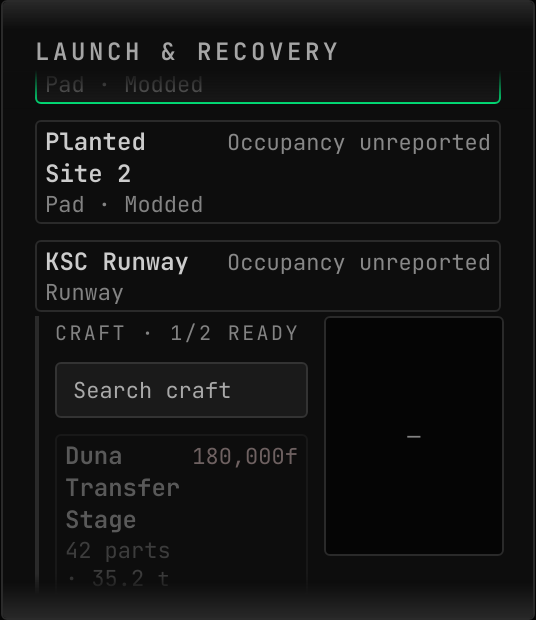 LAUNCH & RECOVERY
Pad · Modded
Planted Site 2
Occupancy unreported
Pad · Modded
KSC Runway
Occupancy unreported
Runway
CRAFT · 1/2 READY
Search craft
Duna Transfer Stage
180,000f
42 parts
· 35.2 t
—